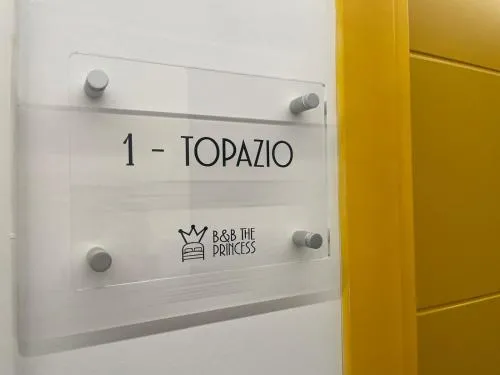 1 - TOPAZIO
B&B THE
PRINCESS